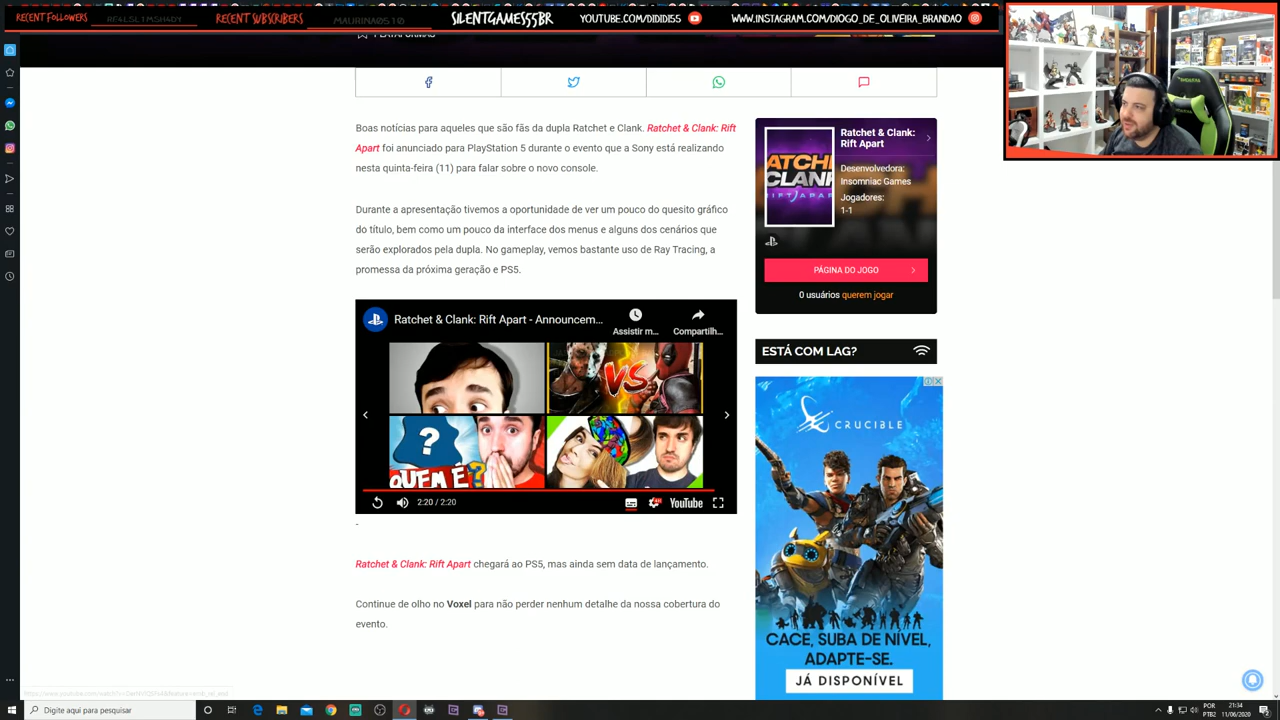 RECENT FOLLOWERS
RECENT SUBSCRIBERS
MAURINA0510
SILENTGAMES55BR
YOUTUBE.COM/DIDIDI55
WWW.INSTAGRAM.COM/DIOGO_DE_OLIVEIRA_BRANDAO
PLATAFORMAS
Boas notícias para aqueles que são fãs da dupla Ratchet e Clank. Ratchet & Clank: Rift
Apart foi anunciado para PlayStation 5 durante o evento que a Sony está realizando
nesta quinta-feira (11) para falar sobre o novo console.
Durante a apresentação tivemos a oportunidade de ver um pouco do quesito gráfico
do título, bem como um pouco da interface dos menus e alguns dos cenários que
serão explorados pela dupla. No gameplay, vemos bastante uso de Ray Tracing, a
promessa da próxima geração e PS5.
Ratchet & Clank: Rift Apart - Announcem...
Assistir m...
Compartilh...
VS
?
QUEM É?
2:20 / 2:20
YouTube
-
Ratchet & Clank: Rift Apart chegará ao PS5, mas ainda sem data de lançamento.
Continue de olho no Voxel para não perder nenhum detalhe da nossa cobertura do
evento.
Ratchet & Clank:
Rift Apart
Desenvolvedora:
Insomniac Games
Jogadores:
1-1
PÁGINA DO JOGO
0 usuários querem jogar
ESTÁ COM LAG?
CRUCIBLE
CACE, SUBA DE NÍVEL,
ADAPTE-SE.
JÁ DISPONÍVEL
Digite aqui para pesquisar
POR
PTB2
21:34
11/06/2020